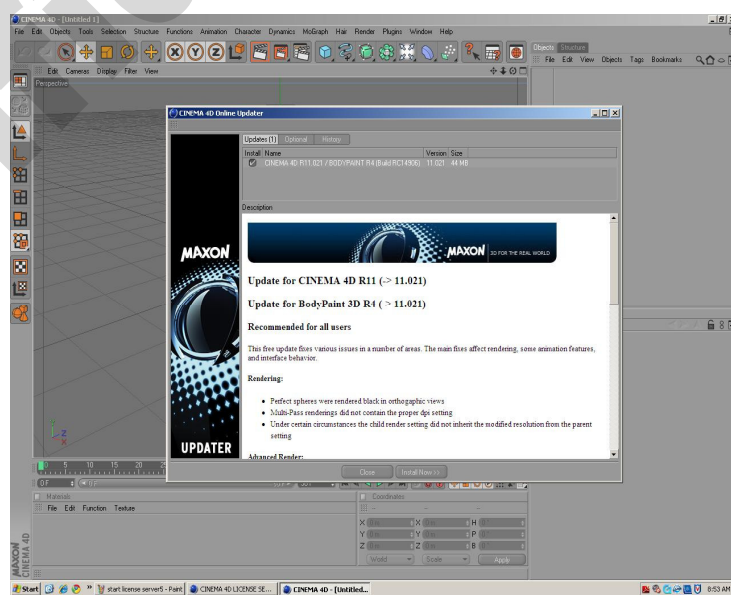 CINEMA 4D - [Untitled 1]
File Edit Objects Tools Selection Structure Functions Animation Character Dynamics MoGraph Hair Render Plugins Window Help
Objects Structure
File Edit View Objects Tags Bookmarks
Edit Cameras Display Filter View
Perspective
CINEMA 4D Online Updater
Updates (1) Optional History
Install Name Version Size
CINEMA 4D R11.021 / BODYPAINT R4 (Build RC14906) 11.021 44 MB
Description
MAXON 3D FOR THE REAL WORLD
MAXON
Update for CINEMA 4D R11 (-> 11.021)
Update for BodyPaint 3D R4 ( > 11.021)
Recommended for all users
This free update fixes various issues in a number of areas. The main fixes affect rendering, some animation features,
and interface behavior.
Rendering:
Perfect spheres were rendered black in orthogaphic views
Multi-Pass renderings did not contain the proper dpi setting
Under certain circumstances the child render setting did not inherit the modified resolution from the parent
setting
Advanced Render:
UPDATER
Close Install Now >>
Z
X
0 5 10 15 20
0 F
Materials
File Edit Function Texture
Coordinates
X X H
Y Y P
Z Z B
World Scale Apply
MAXON
CINEMA 4D
Start start license server5 - Paint CINEMA 4D LICENSE SE... CINEMA 4D - [Untitled... 8:53 AM